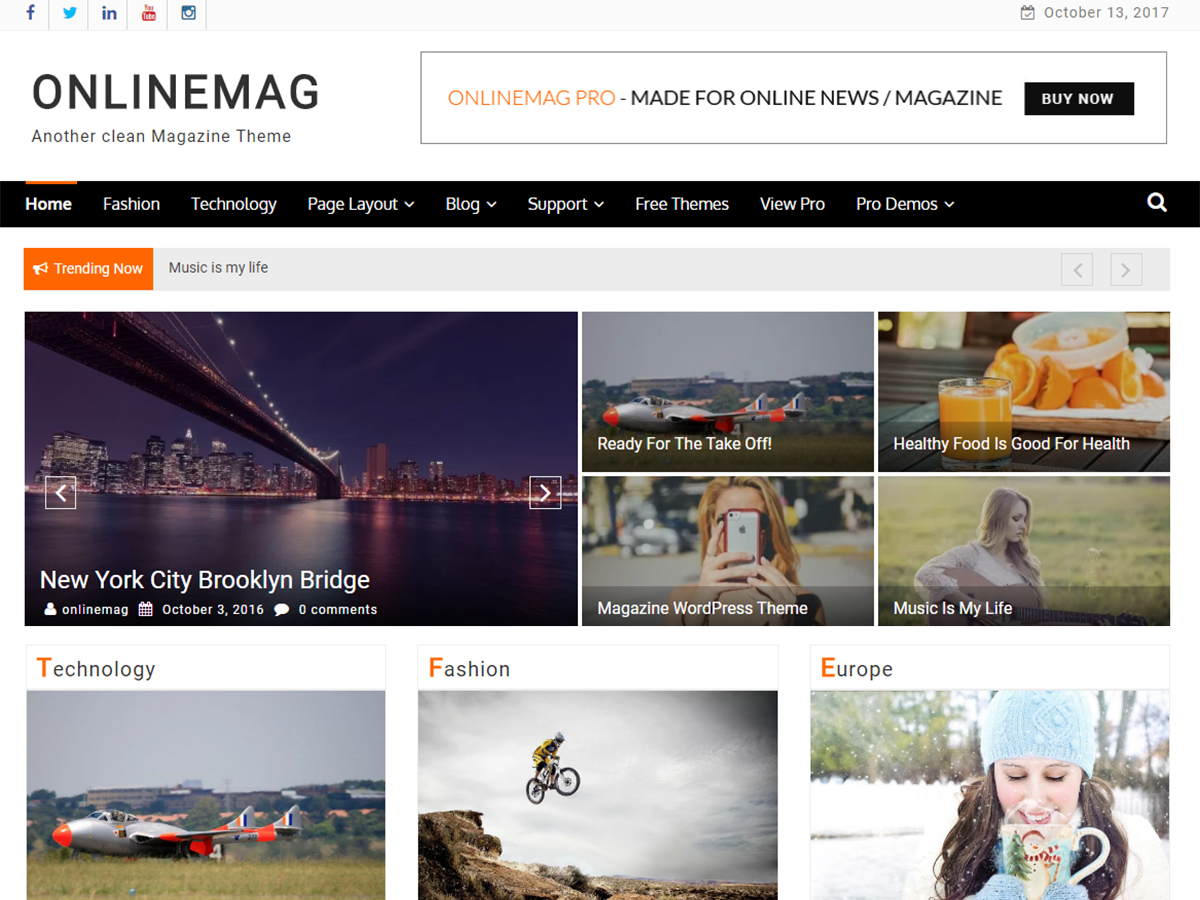 October 13, 2017
ONLINEMAG
Another clean Magazine Theme
ONLINEMAG PRO - MADE FOR ONLINE NEWS / MAGAZINE
BUY NOW
Home Fashion Technology Page Layout Blog Support Free Themes View Pro Pro Demos
Trending Now Music is my life
Ready For The Take Off!
Healthy Food Is Good For Health
New York City Brooklyn Bridge
onlinemag October 3, 2016 0 comments
Magazine WordPress Theme
Music Is My Life
Technology
Fashion
Europe